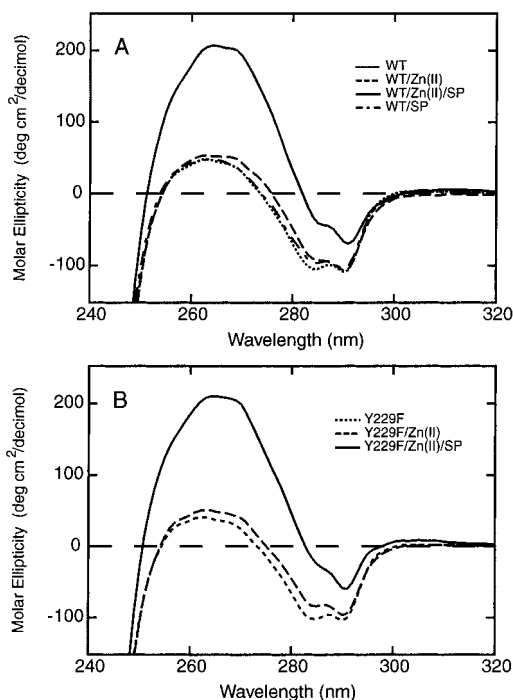 A
WT
WT/Zn(II)
WT/Zn(II)/SP
WT/SP
Molar Ellipticity (deg cm2/decimol)
200
100
0
-100
240 260 280 300 320
Wavelength (nm)
B
Y229F
Y229F/Zn(II)
Y229F/Zn(II)/SP
Molar Ellipticity (deg cm2/decimol)
200
100
0
-100
240 260 280 300 320
Wavelength (nm)